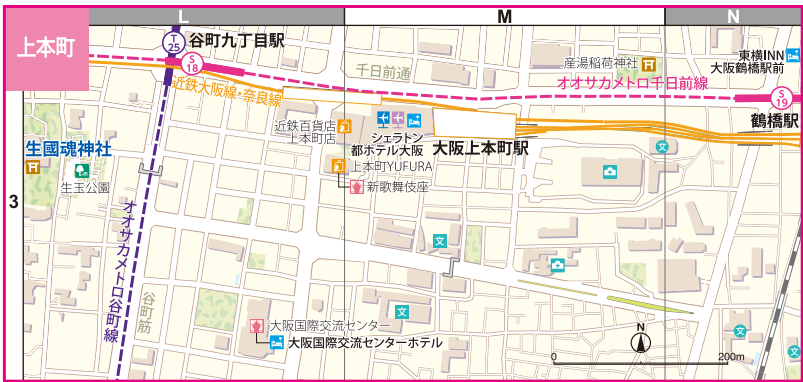 上本町
L
M
N
T
25
谷町九丁目駅
S
18
千日前通
産湯稲荷神社
東横INN
大阪鶴橋駅前
オオサカメトロ千日前線
S
19
近鉄大阪線・奈良線
鶴橋駅
近鉄百貨店
上本町店
シェラトン
都ホテル大阪
大阪上本町駅
生國魂神社
上本町YUFURA
生玉公園
新歌舞伎座
文
文
3
オオサカメトロ谷町線
文
谷町筋
文
大阪国際交流センター
大阪国際交流センターホテル
文
文
N
0
200m